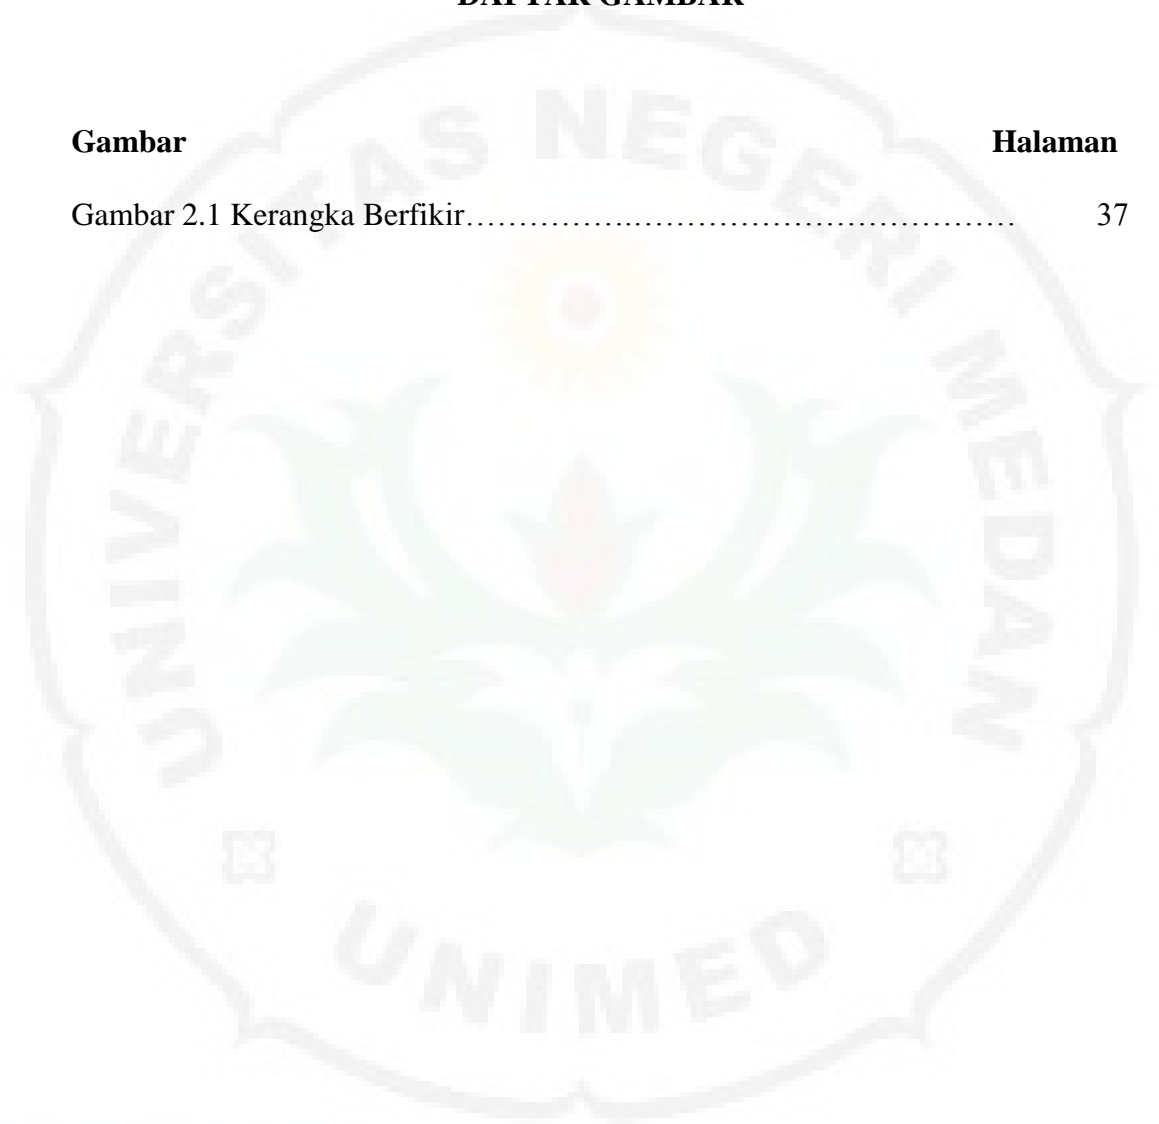 DAFTAR GAMBAR
Gambar Halaman
Gambar 2.1 Kerangka Berfikir……………………………………………… 37
UNIVERSITAS NEGERI MEDAN
UNIMED